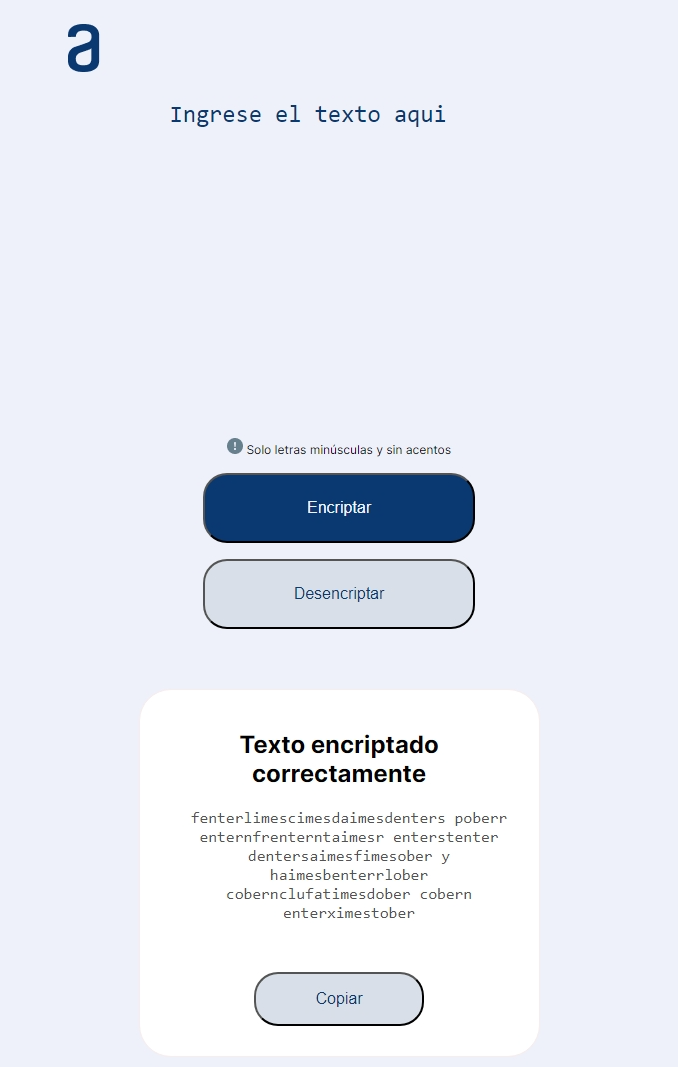 a
Ingrese el texto aqui
! Solo letras minúsculas y sin acentos
Encriptar
Desencriptar
Texto encriptado
correctamente
fenterlimescimesdaimesdenters poberr
enternfrenterntaimesr enterstenter
dentersaimesfimesober y
haimesbenterrlober
cobernclufatimesdober cobern
enterximestober
Copiar